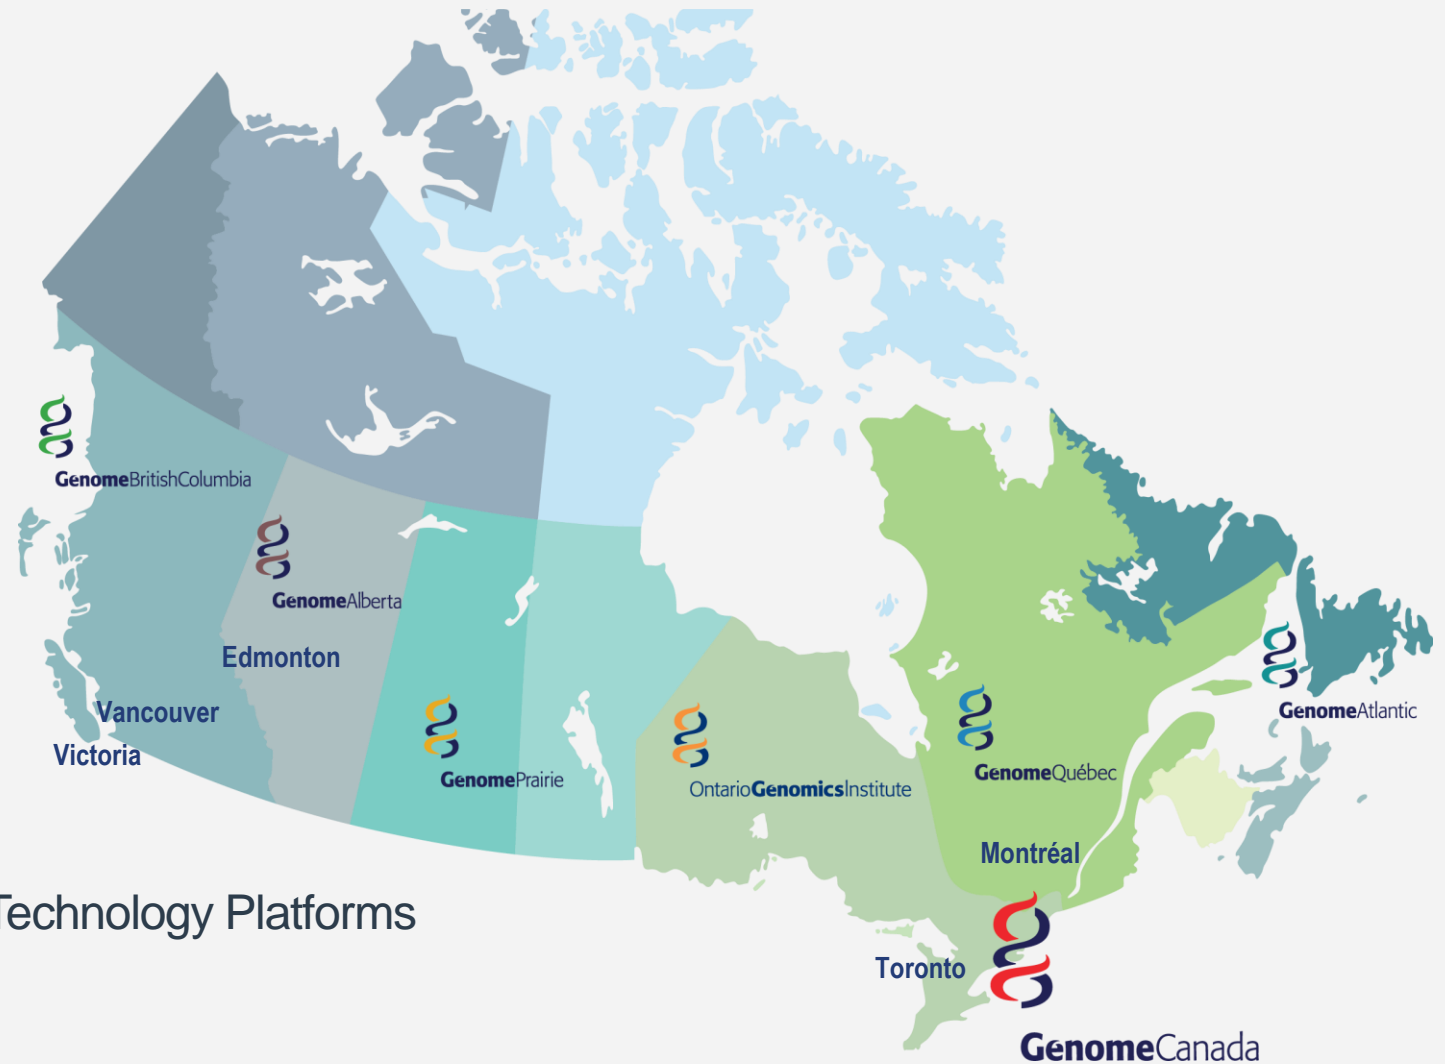 GenomeBritishColumbia
GenomeAlberta
Edmonton
Vancouver
Victoria
GenomePrairie
OntarioGenomicsInstitute
GenomeQuébec
GenomeAtlantic
Montréal
Technology Platforms
Toronto
GenomeCanada